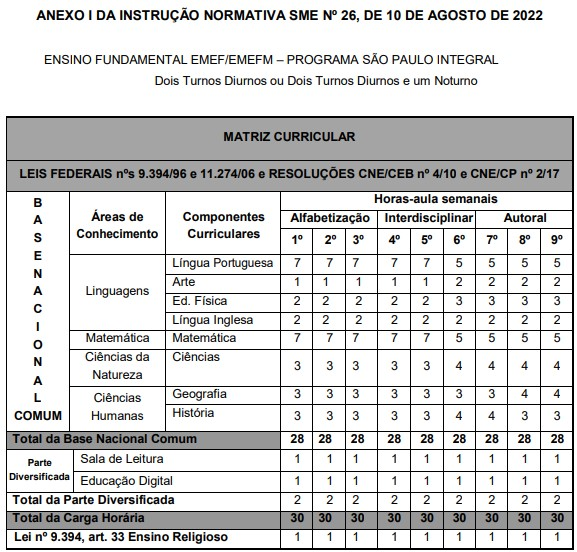 ANEXO I DA INSTRUÇÃO NORMATIVA SME Nº 26, DE 10 DE AGOSTO DE 2022
ENSINO FUNDAMENTAL EMEF/EMEFM – PROGRAMA SÃO PAULO INTEGRAL
Dois Turnos Diurnos ou Dois Turnos Diurnos e um Noturno
MATRIZ CURRICULAR
LEIS FEDERAIS nºs 9.394/96 e 11.274/06 e RESOLUÇÕES CNE/CEB nº 4/10 e CNE/CP nº 2/17
BASE NACIONAL COMUM
Áreas de Conhecimento Componentes Curriculares Horas-aula semanais
Alfabetização Interdisciplinar Autoral
1º 2º 3º 4º 5º 6º 7º 8º 9º
Linguagens
Língua Portuguesa 7 7 7 7 7 5 5 5 5
Arte 1 1 1 1 1 2 2 2 2
Ed. Física 2 2 2 2 2 3 3 3 3
Língua Inglesa 2 2 2 2 2 2 2 2 2
Matemática Matemática 7 7 7 7 7 5 5 5 5
Ciências da Natureza Ciências 3 3 3 3 3 4 4 4 4
Ciências Humanas
Geografia 3 3 3 3 3 3 3 4 4
História 3 3 3 3 3 4 4 3 3
Total da Base Nacional Comum 28 28 28 28 28 28 28 28 28
Parte Diversificada
Sala de Leitura 1 1 1 1 1 1 1 1 1
Educação Digital 1 1 1 1 1 1 1 1 1
Total da Parte Diversificada 2 2 2 2 2 2 2 2 2
Total da Carga Horária 30 30 30 30 30 30 30 30 30
Lei nº 9.394, art. 33 Ensino Religioso 1 1 1 1 1 1 1 1 1